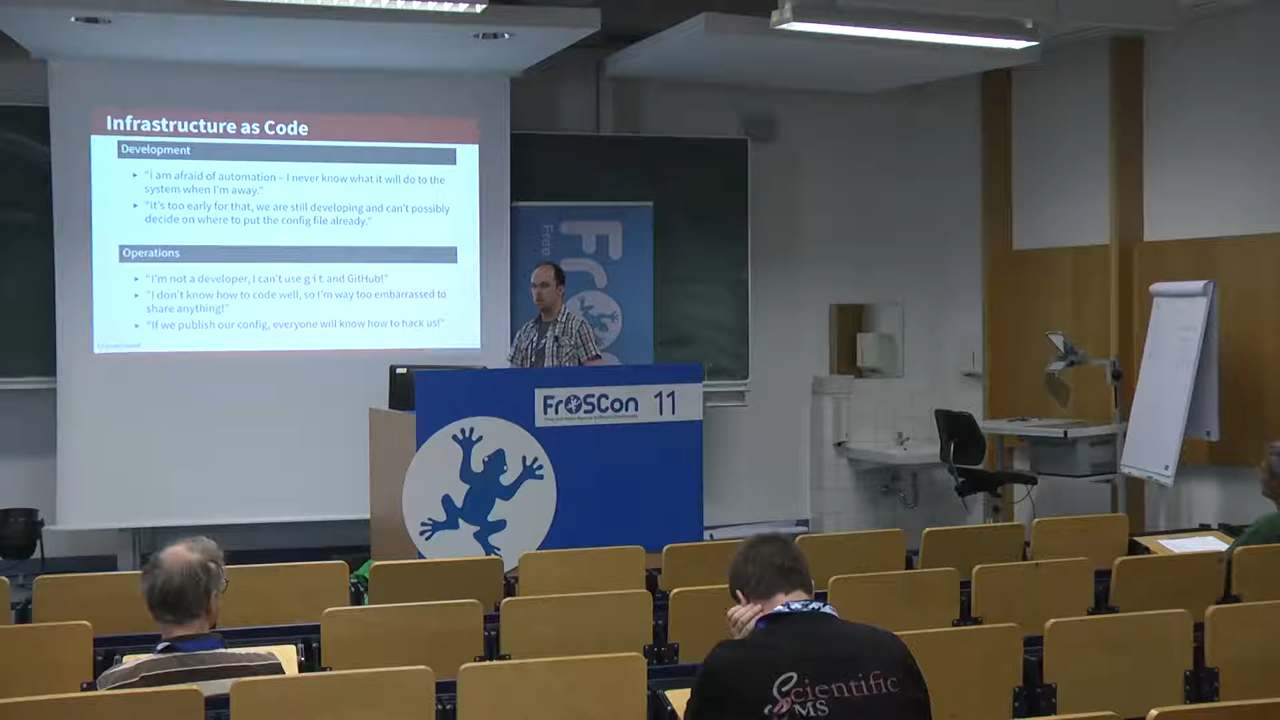 Infrastructure as Code
Development
"I am afraid of automation – I never know what it will do to the
system when I'm away."
"It's too early for that, we are still developing and can't possibly
decide on where to put the config file already."
Operations
"I'm not a developer, I can't use git and GitHub!"
"I don't know how to code well, so I'm way too embarrassed to
share anything!"
"If we publish our config, everyone will know how to hack us!"
Free
FrOSCon 11
Scientific
MS